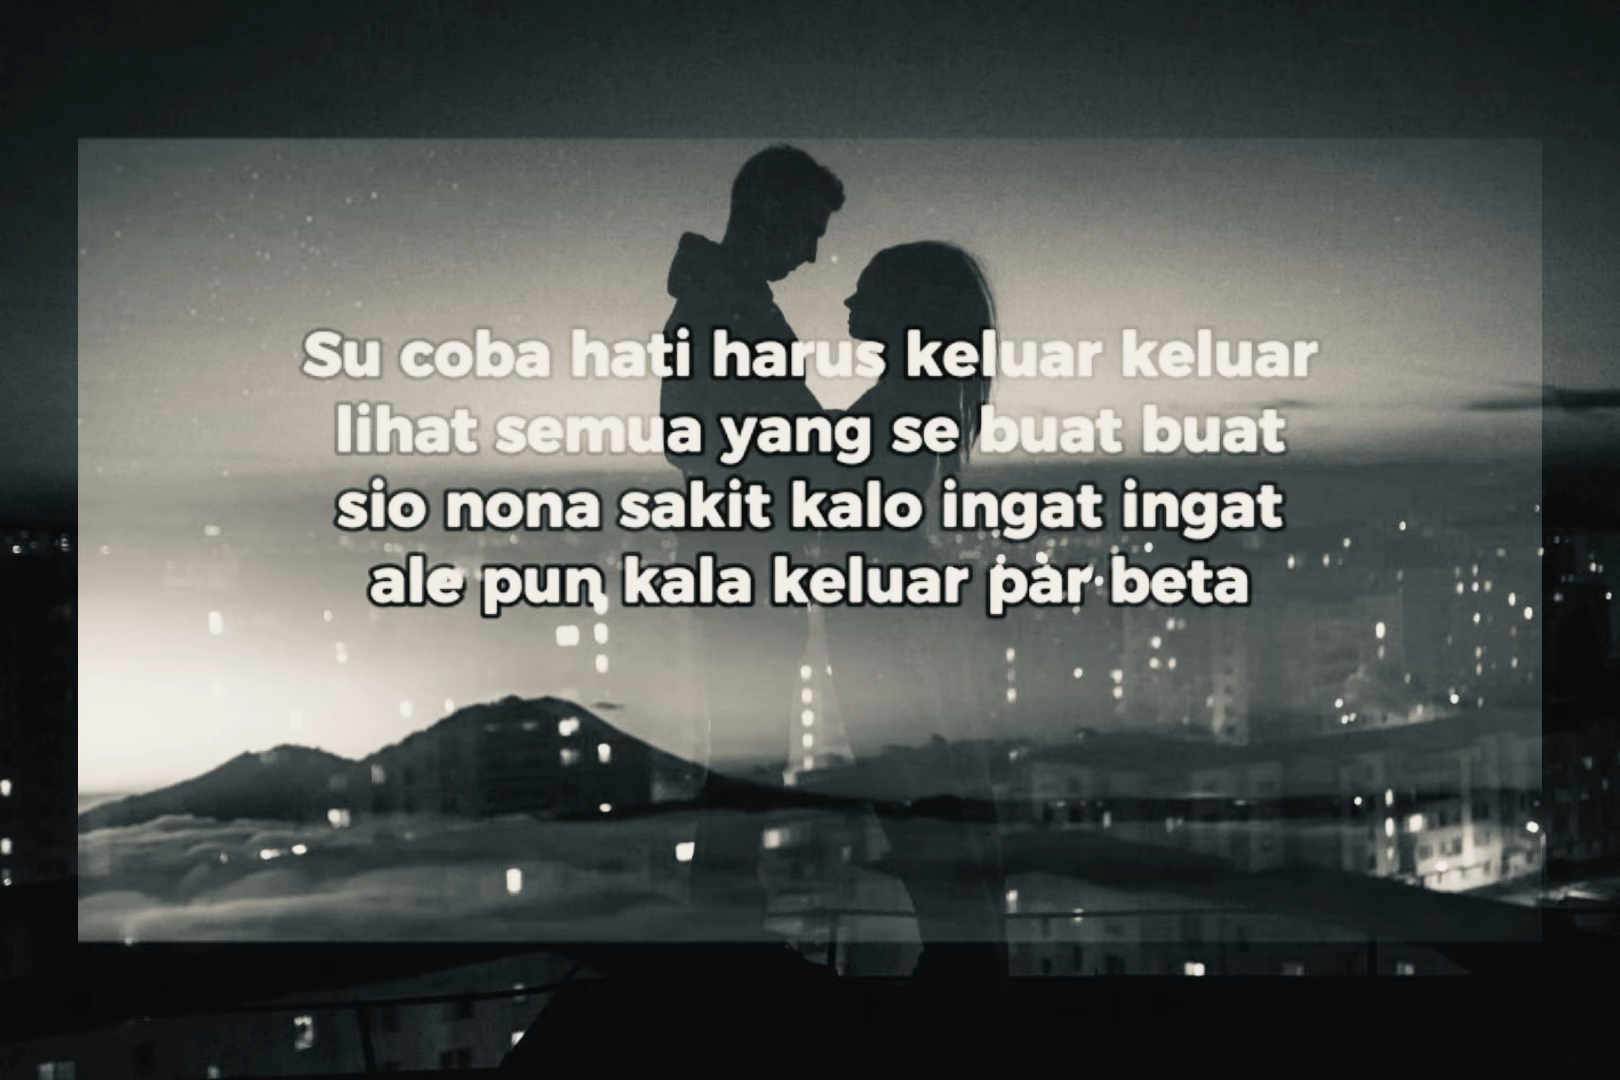 Su coba hati harus keluar keluar
lihat semua yang se buat buat
sio nona sakit kalo ingat ingat
ale pun kala keluar par beta